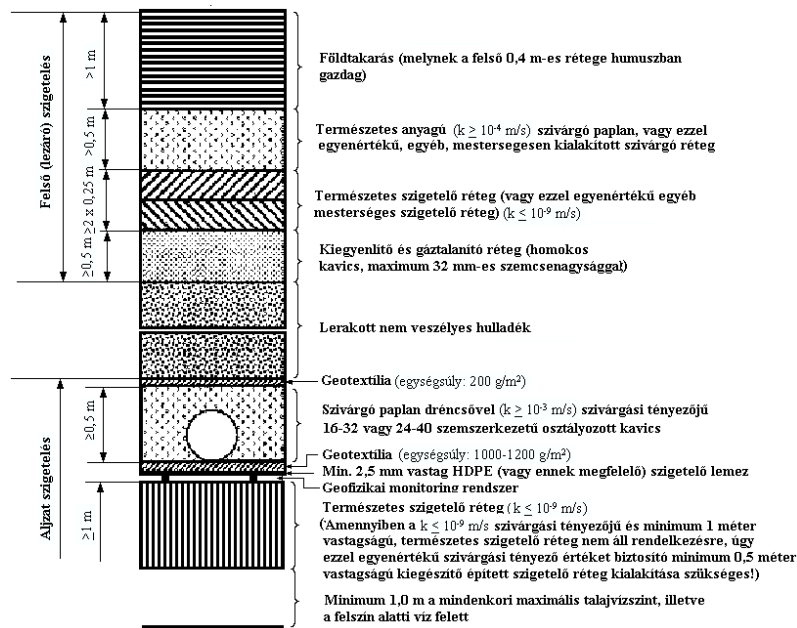 Felső (lezáró) szigetelés
>1 m
>0,5 m
≥2 x 0,25 m
≥0,5 m
Főldtakarás (melynek a felső 0,4 m-es rétege humuszban
gazdag)
Természetes anyagú (k ≥ 10-4 m/s) szivárgó paplan, vagy ezzel
egyenértékű, egyéb, mestersegesen kialakított szivárgó réteg
Természetes szigetelő réteg (vagy ezzel egyenértékű egyéb
mesterséges szigetelő réteg) (k ≤ 10-9 m/s)
Kiegyenlítő és gáztalanító réteg (homokos
kavics, maximum 32 mm-es szemcsenagysággal)
Lerakott nem veszélyes hulladék
Aljzat szigetelés
≥0,5 m
≥1 m
Geotextília (egységsúly: 200 g/m²)
Szivárgó paplan dréncsővel (k ≥ 10-3 m/s) szivárgási tényezőjű
16-32 vagy 24-40 szemszerkezetű osztályozott kavics
Geotextília (egységsúly: 1000-1200 g/m²)
Min. 2,5 mm vastag HDPE (vagy ennek megfelelő) szigetelő lemez
Geofizikai monitoring rendszer
Természetes szigetelő réteg (k ≤ 10-9 m/s)
(Amennyiben a k ≤ 10-9 m/s szivárgási tényezőjű és minimum 1 méter
vastagságú, természetes szigetelő réteg nem áll rendelkezésre, úgy
ezzel egyenértékű szivárgási tényező értéket biztosító minimum 0,5 méter
vastagságú kiegészítő épített szigetelő réteg kialakítása szükséges!)
Minimum 1,0 m a mindenkori maximális talajvízszint, illetve
a felszín alatti víz felett